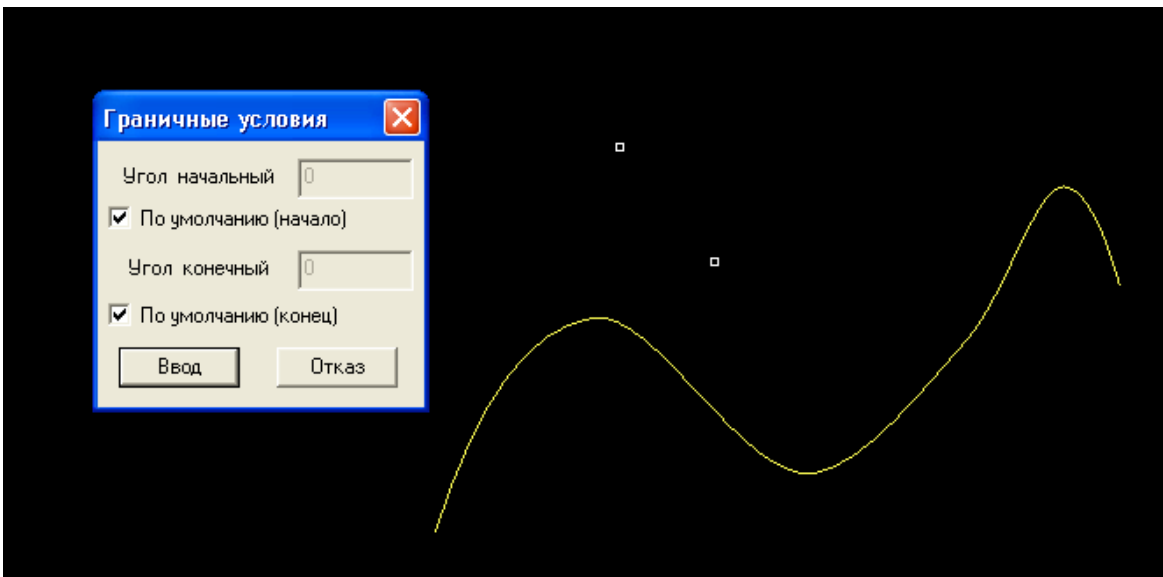 Граничные условия
Угол начальный 0
По умолчанию (начало)
Угол конечный 0
По умолчанию (конец)
Ввод Отказ